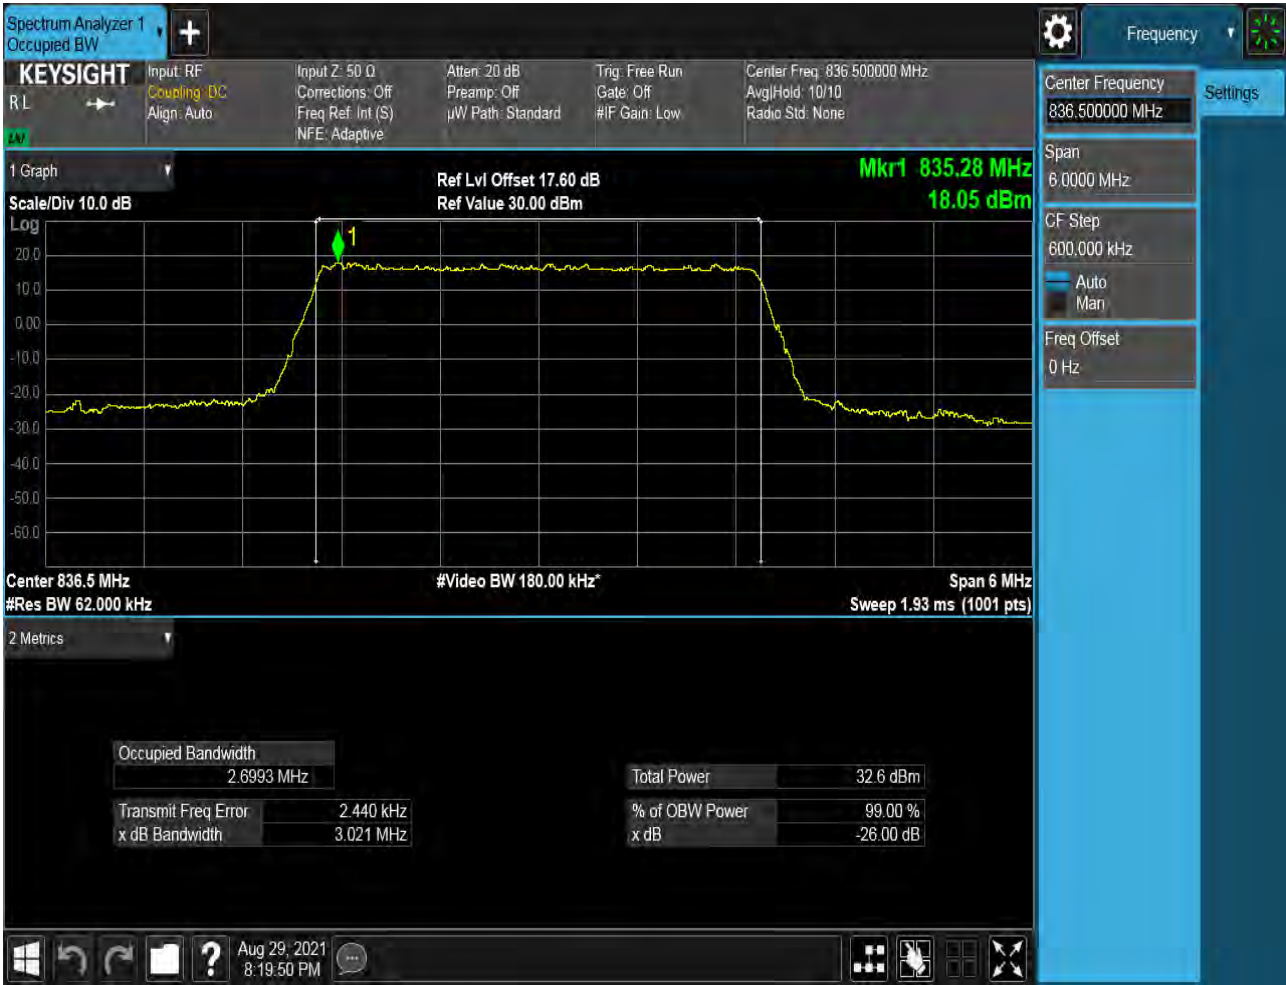 Spectrum Analyzer 1
Occupied BW
+
Frequency
KEYSIGHT
R L
LXI
Input: RF
Coupling: DC
Align: Auto
Input Z: 50 Ω
Corrections: Off
Freq Ref: Int (S)
NFE: Adaptive
Atten: 20 dB
Preamp: Off
µW Path: Standard
Trig: Free Run
Gate: Off
#IF Gain: Low
Center Freq: 836.500000 MHz
Avg|Hold: 10/10
Radio Std: None
Center Frequency
836.500000 MHz
Settings
Span
6.0000 MHz
CF Step
600.000 kHz
Auto
Man
Freq Offset
0 Hz
1 Graph
Scale/Div 10.0 dB
Ref Lvl Offset 17.60 dB
Ref Value 30.00 dBm
Mkr1 835.28 MHz
18.05 dBm
Log
1
20.0
10.0
0.00
-10.0
-20.0
-30.0
-40.0
-50.0
-60.0
Center 836.5 MHz
#Res BW 62.000 kHz
#Video BW 180.00 kHz*
Span 6 MHz
Sweep 1.93 ms (1001 pts)
2 Metrics
Occupied Bandwidth
2.6993 MHz
Transmit Freq Error 2.440 kHz
x dB Bandwidth 3.021 MHz
Total Power 32.6 dBm
% of OBW Power 99.00 %
x dB -26.00 dB
?
Aug 29, 2021
8:19:50 PM